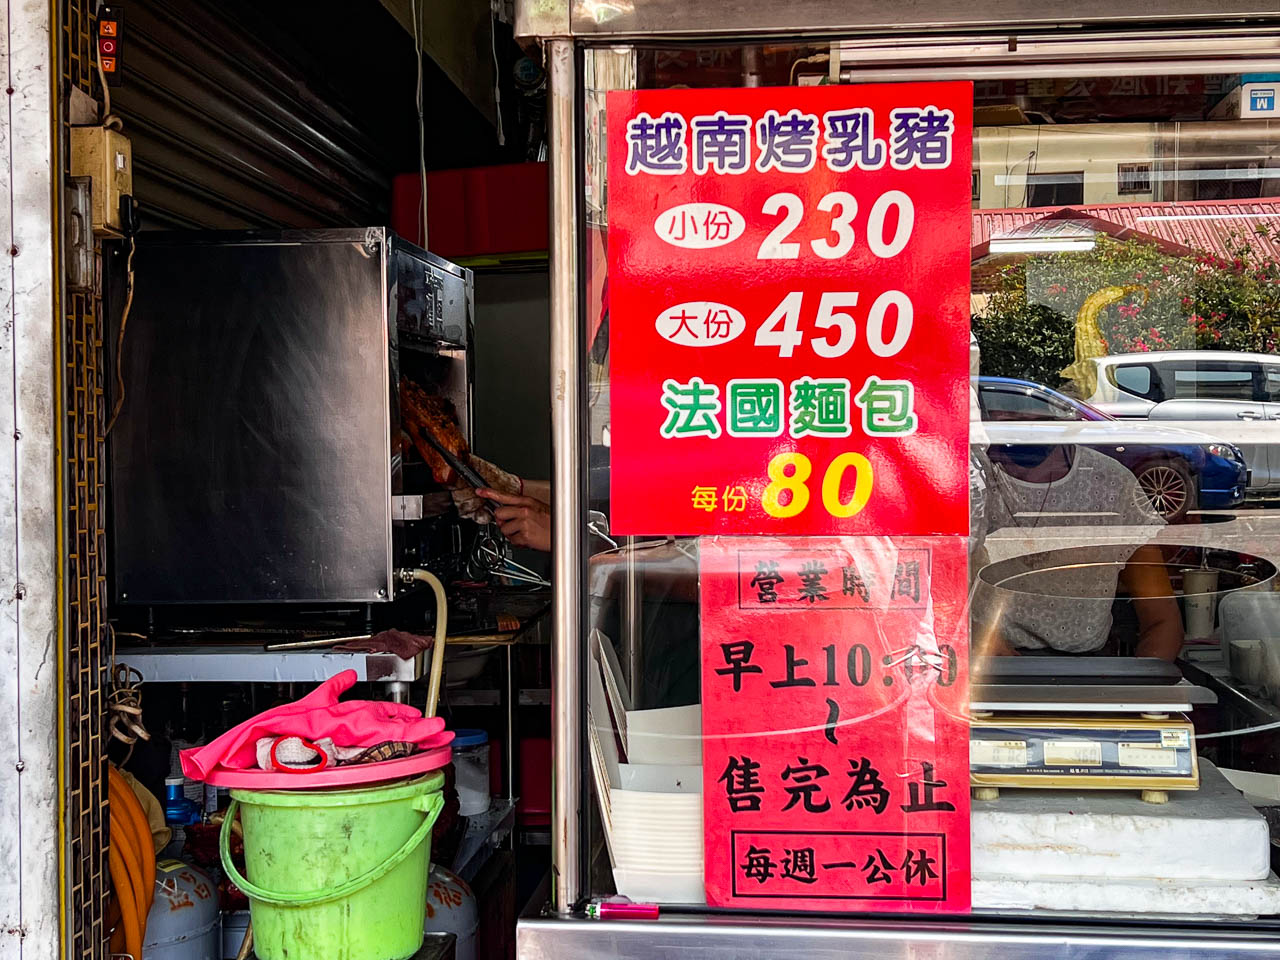 越南烤乳豬
小份 230
大份 450
法國麵包
每份 80
營業時間
早上10:00
~
售完為止
每週一公休